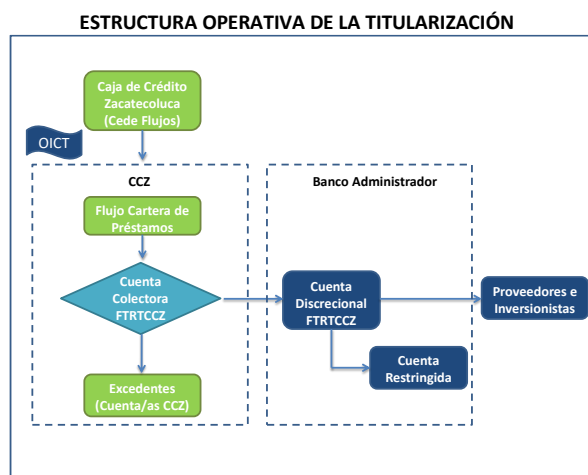 ESTRUCTURA OPERATIVA DE LA TITULARIZACIÓN
Caja de Crédito
Zacatecoluca
(Cede Flujos)
OICT
CCZ
Banco Administrador
Flujo Cartera de
Préstamos
Cuenta
Colectora
FTRTCCZ
Cuenta
Discrecional
FTRTCCZ
Proveedores e
Inversionistas
Cuenta
Restringida
Excedentes
(Cuenta/as CCZ)